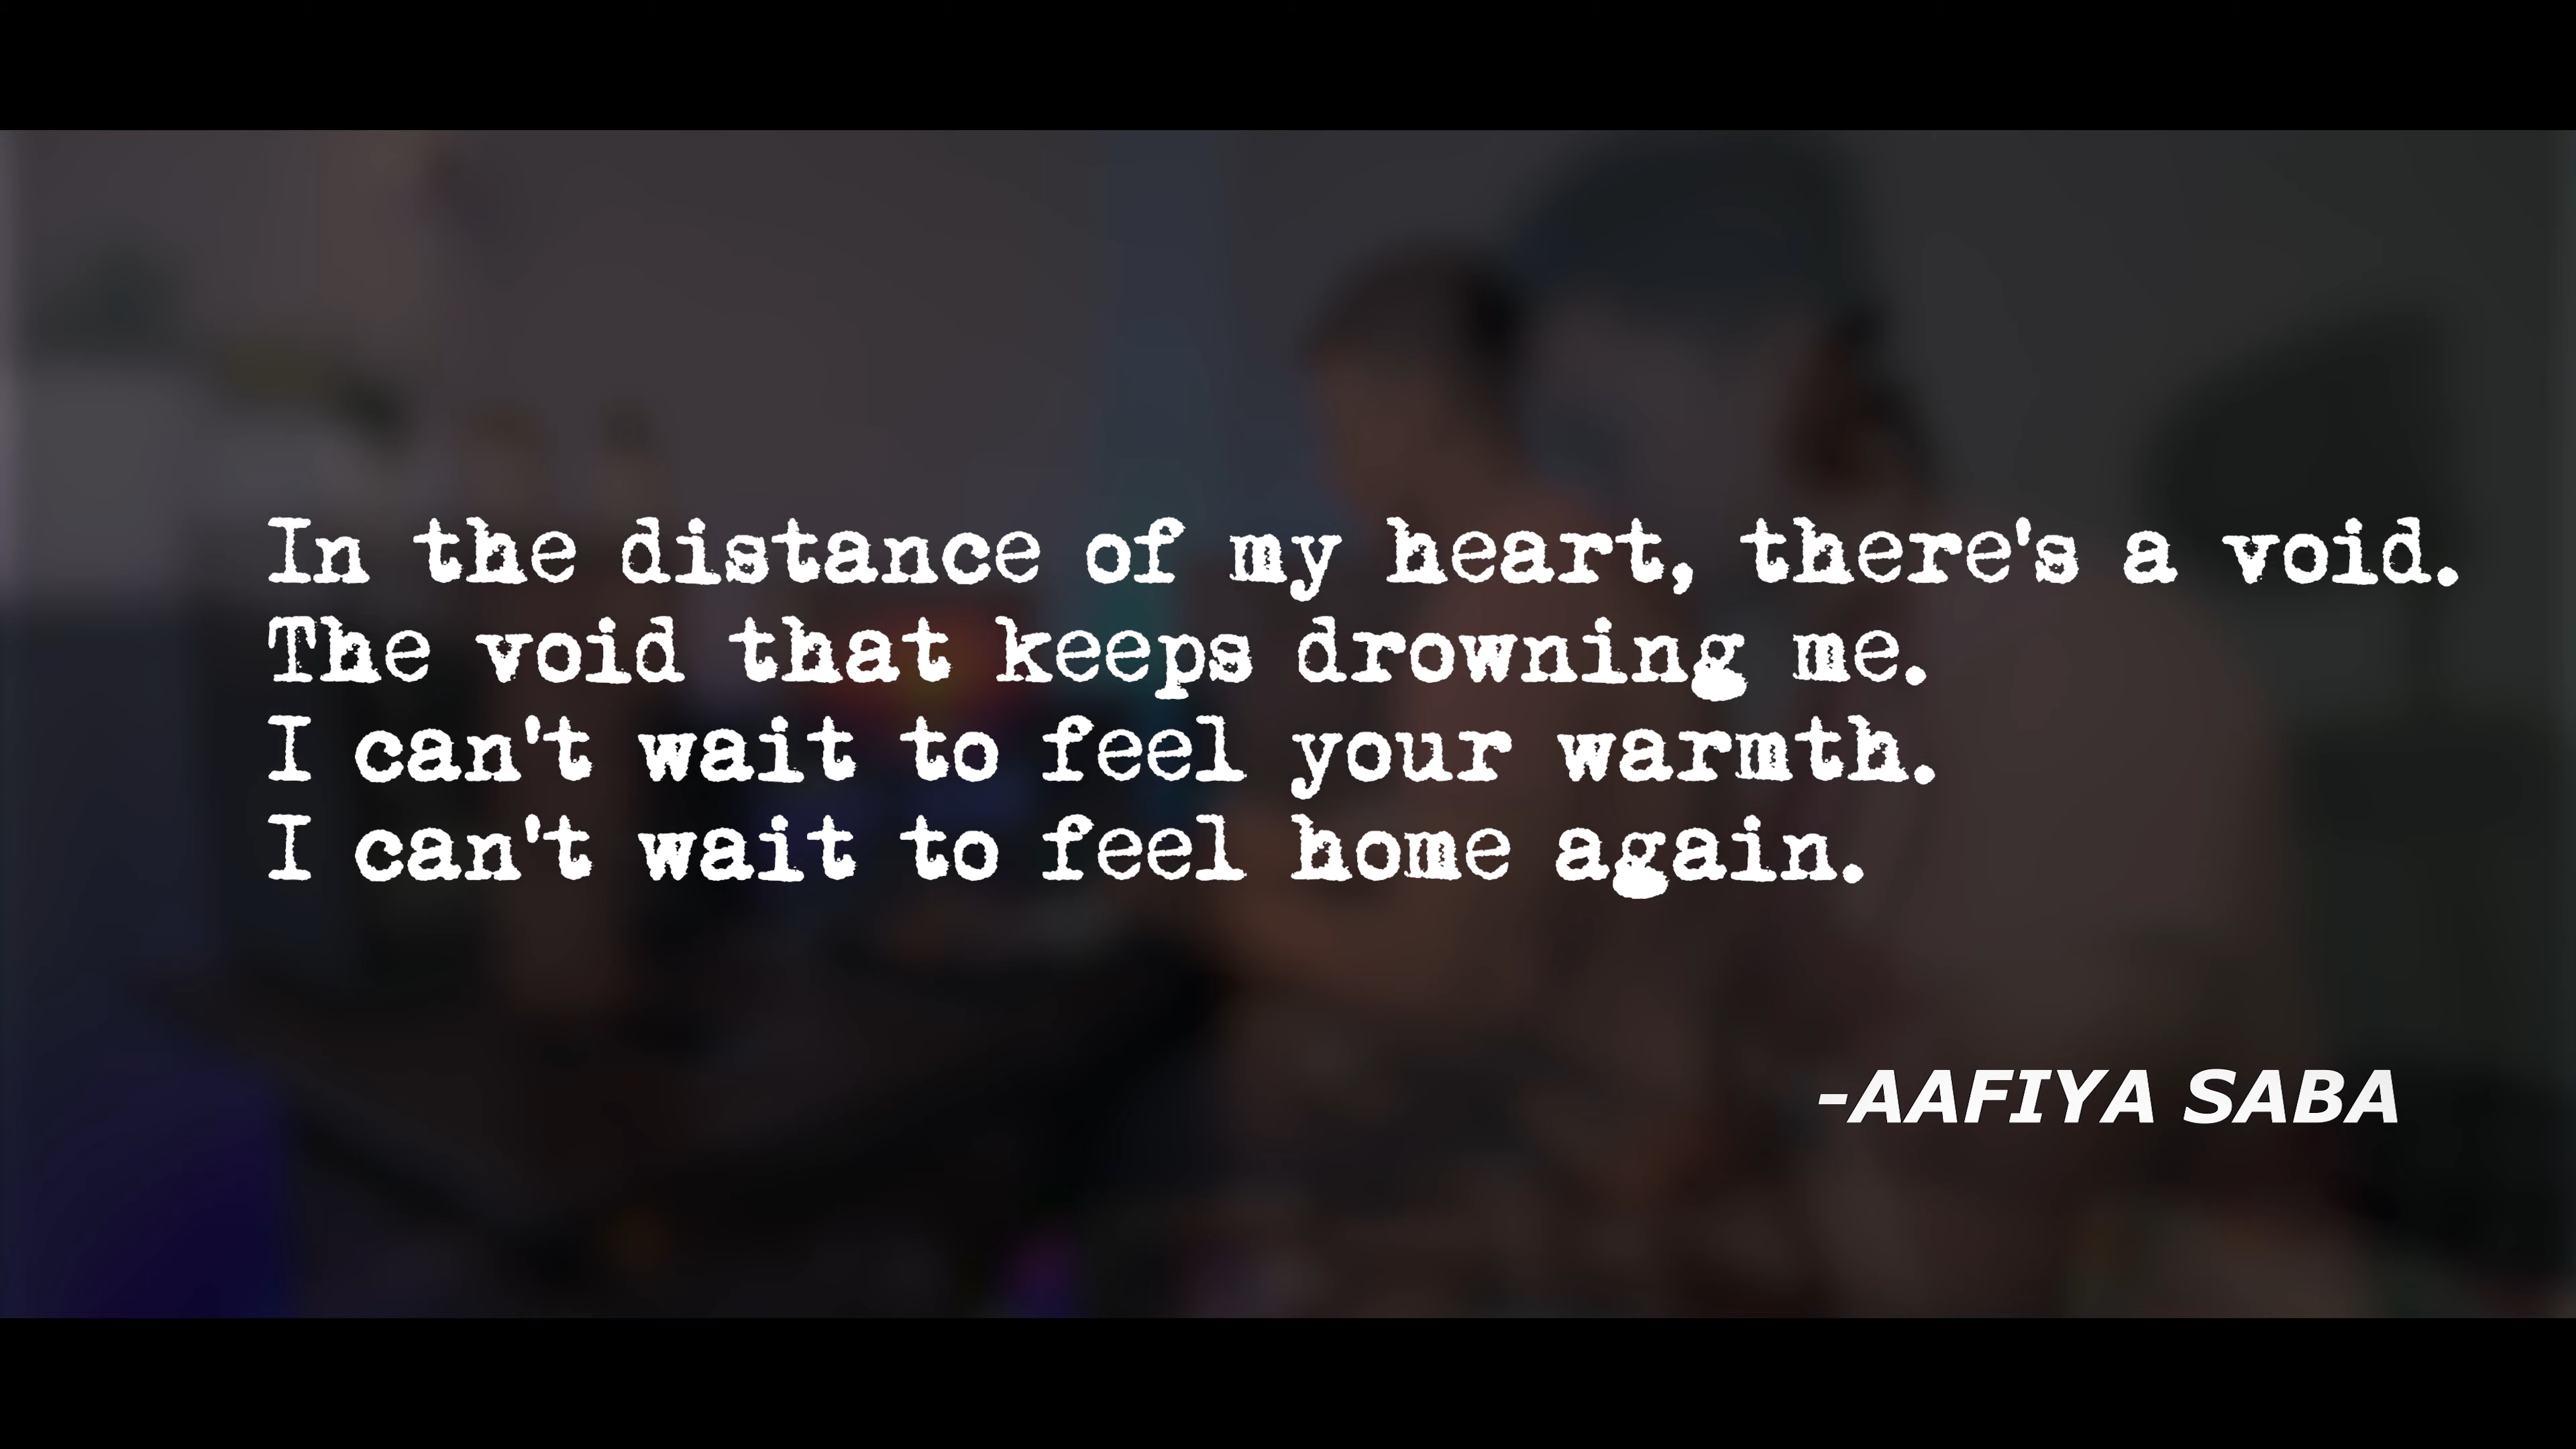 In the distance of my heart, there's a void.
The void that keeps drowning me.
I can't wait to feel your warmth.
I can't wait to feel home again.
-AAFIYA SABA